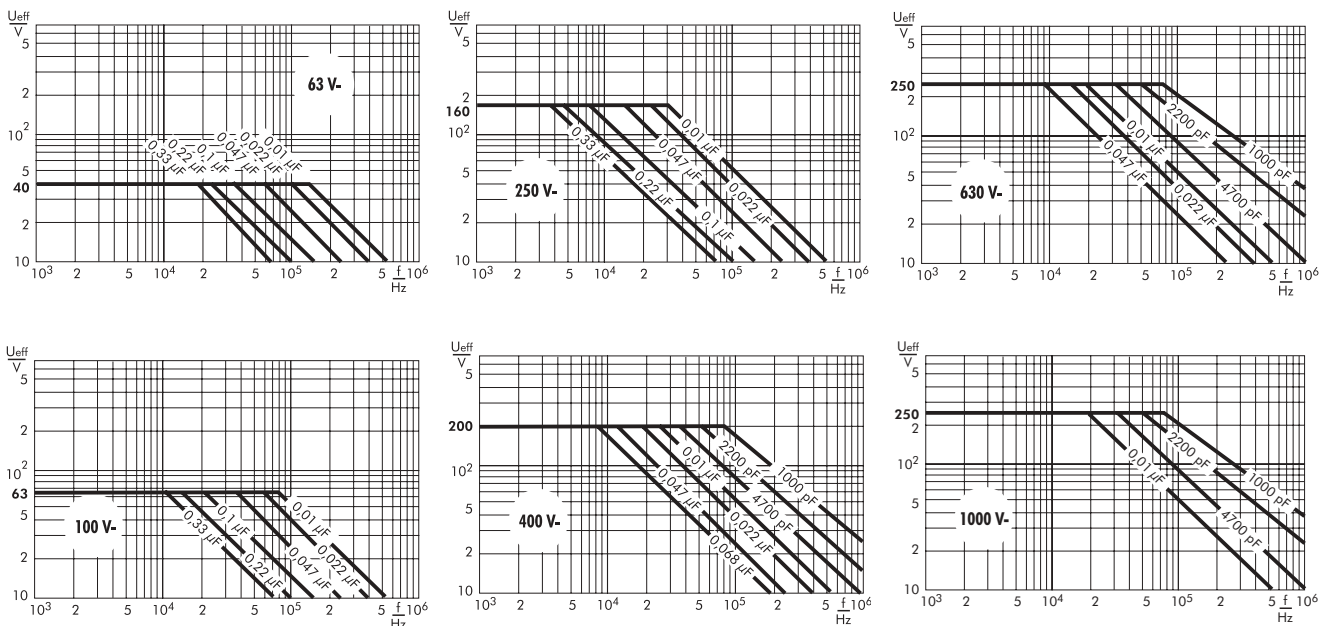 Ueff
V
5
2
10²
5
40
2
10
63 V-
0,33 µF
0,22 µF
0,1 µF
0,047 µF
0,022 µF
0,01 µF
10³ 2 5 10⁴ 2 5 10⁵ 2 5 10⁶
f
Hz
Ueff
V
5
2
160
10²
5
2
10
250 V-
0,33 µF
0,22 µF
0,1 µF
0,047 µF
0,022 µF
0,01 µF
10³ 2 5 10⁴ 2 5 10⁵ 2 5 10⁶
f
Hz
Ueff
V
5
250
2
10²
5
2
10
630 V-
0,047 µF
0,022 µF
0,01 µF
4700 pF
2200 pF
1000 pF
10³ 2 5 10⁴ 2 5 10⁵ 2 5 10⁶
f
Hz
Ueff
V
5
2
10²
63
5
2
10
100 V-
0,33 µF
0,22 µF
0,1 µF
0,047 µF
0,022 µF
0,01 µF
10³ 2 5 10⁴ 2 5 10⁵ 2 5 10⁶
f
Hz
Ueff
V
5
200
10²
5
2
10
400 V-
0,068 µF
0,047 µF
0,022 µF
0,01 µF
4700 pF
2200 pF
1000 pF
10³ 2 5 10⁴ 2 5 10⁵ 2 5 10⁶
f
Hz
Ueff
V
5
250
2
10²
5
2
10
1000 V-
0,01 µF
4700 pF
2200 pF
1000 pF
10³ 2 5 10⁴ 2 5 10⁵ 2 5 10⁶
f
Hz